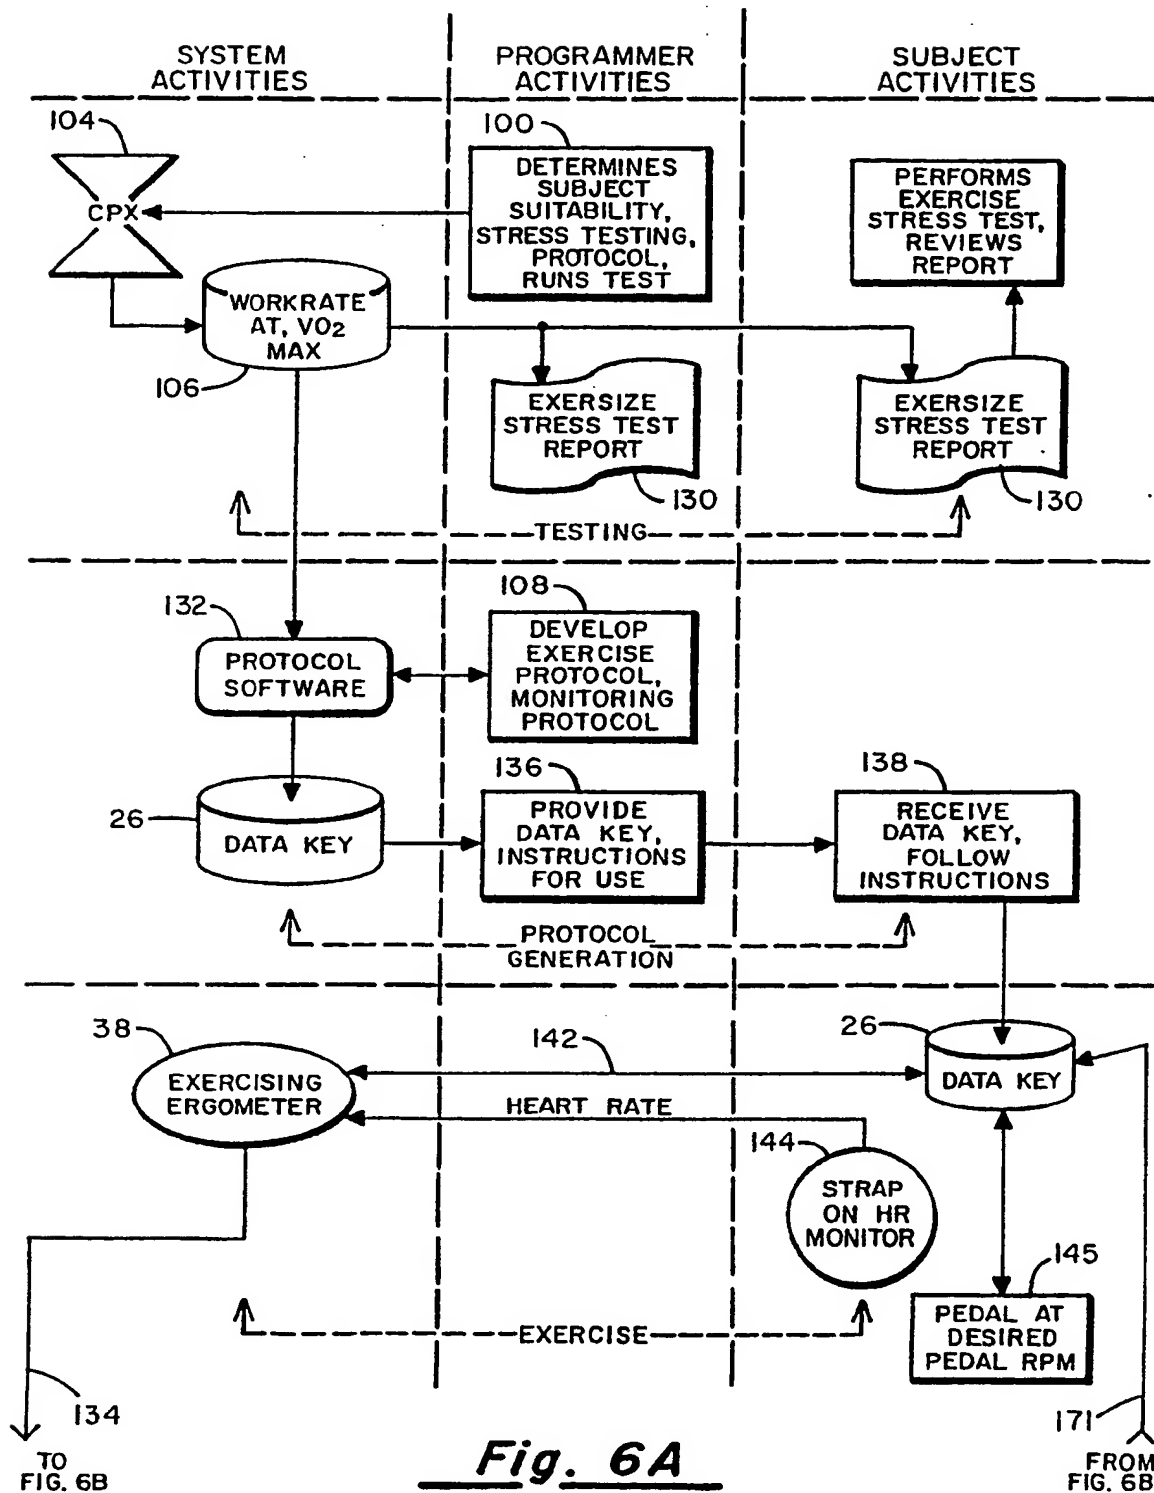 SYSTEM
ACTIVITIES
PROGRAMMER
ACTIVITIES
SUBJECT
ACTIVITIES
104
CPX
100
DETERMINES
SUBJECT
SUITABILITY,
STRESS TESTING,
PROTOCOL,
RUNS TEST
PERFORMS
EXERCISE
STRESS TEST,
REVIEWS
REPORT
WORKRATE
AT, VO2
MAX
106
EXERSIZE
STRESS TEST
REPORT
130
EXERSIZE
STRESS TEST
REPORT
130
TESTING
132
PROTOCOL
SOFTWARE
108
DEVELOP
EXERCISE
PROTOCOL,
MONITORING
PROTOCOL
26
DATA KEY
136
PROVIDE
DATA KEY,
INSTRUCTIONS
FOR USE
138
RECEIVE
DATA KEY,
FOLLOW
INSTRUCTIONS
PROTOCOL
GENERATION
38
EXERCISING
ERGOMETER
142
HEART RATE
26
DATA KEY
144
STRAP
ON HR
MONITOR
145
PEDAL AT
DESIRED
PEDAL RPM
EXERCISE
134
TO
FIG. 6B
171
FROM
FIG. 6B
Fig. 6A